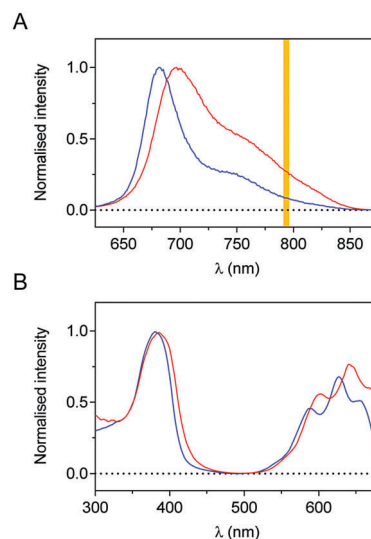 A
Normalised intensity
1.0
0.5
0.0
650 700 750 800 850
λ (nm)
B
Normalised intensity
1.0
0.5
0.0
300 400 500 600
λ (nm)